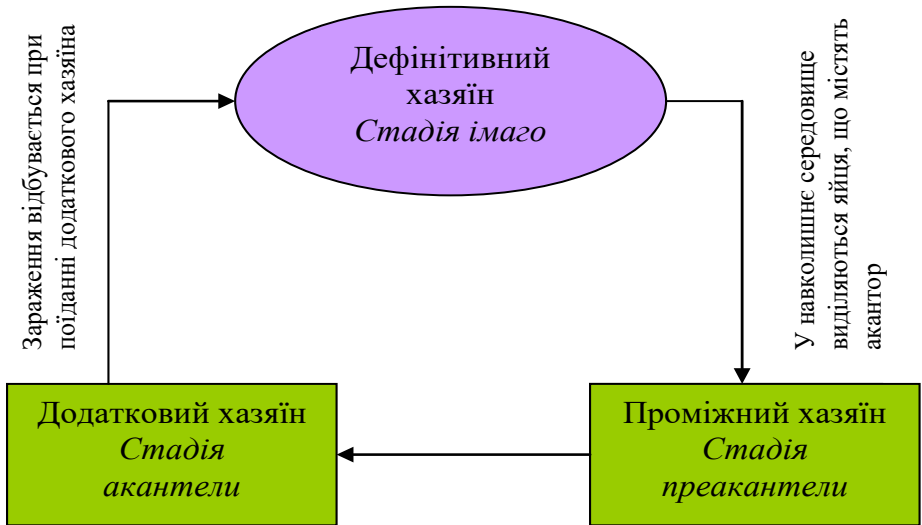 Дефінітивний
хазяїн
Стадія імаго
Зараження відбувається при
поїданні додаткового хазяїна
У навколишнє середовище
виділяються яйця, що містять
акантор
Додатковий хазяїн
Стадія
акантели
Проміжний хазяїн
Стадія
преакантели